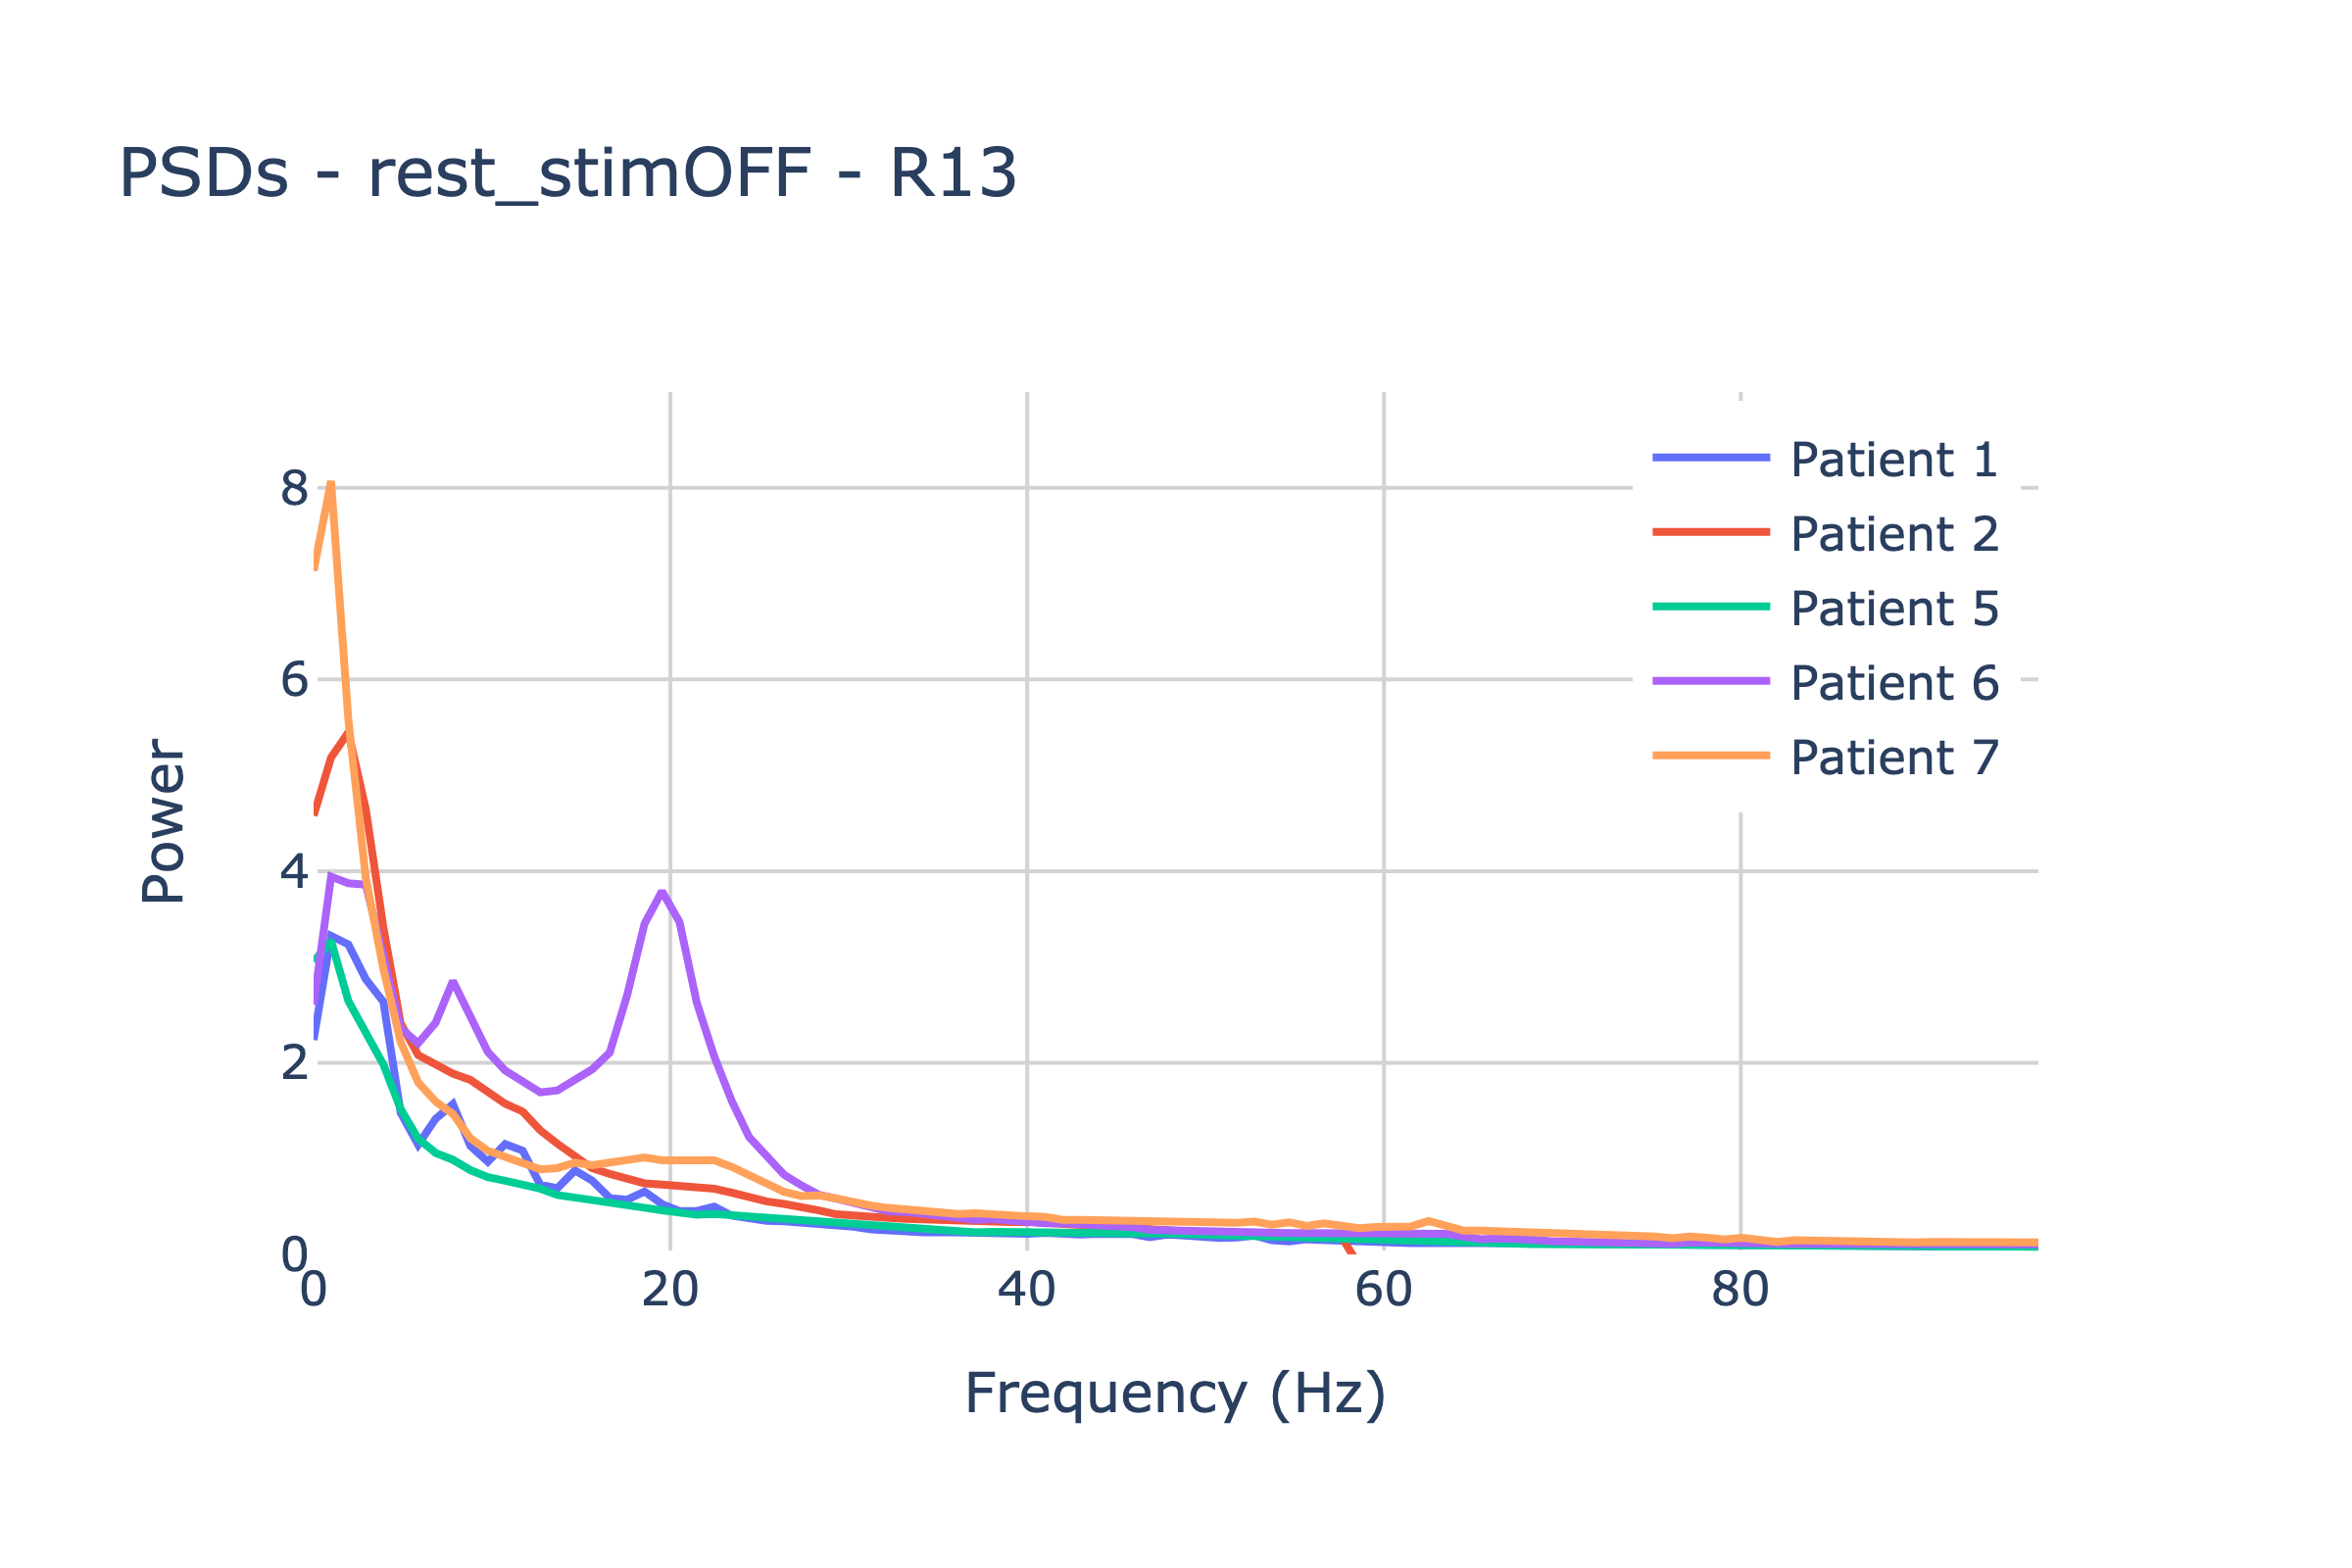 PSDs - rest_stimOFF - R13
Patient 1
Patient 2
Patient 5
Patient 6
Patient 7
8
6
4
2
0
Power
0 20 40 60 80
Frequency (Hz)